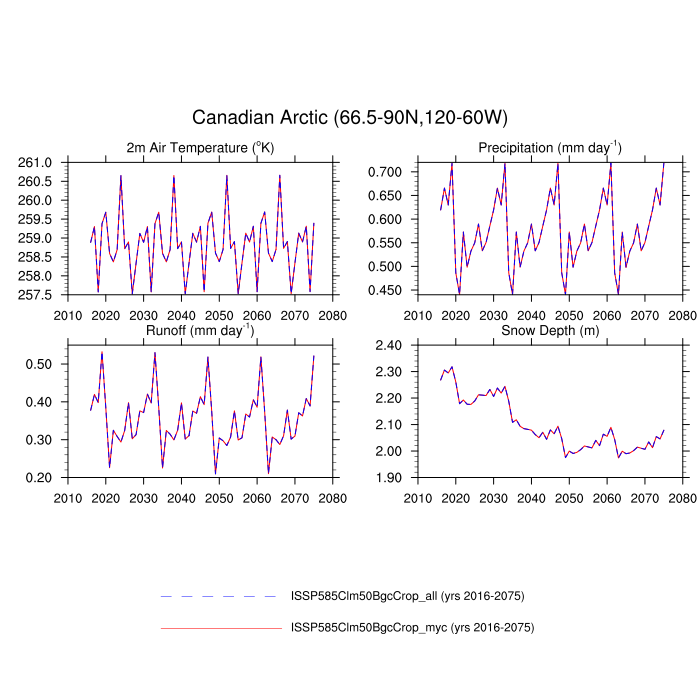 Canadian Arctic (66.5-90N,120-60W)
2m Air Temperature (°K)
Precipitation (mm day-1)
261.0
260.5
260.0
259.5
259.0
258.5
258.0
257.5
2010 2020 2030 2040 2050 2060 2070 2080
0.700
0.650
0.600
0.550
0.500
0.450
2010 2020 2030 2040 2050 2060 2070 2080
Runoff (mm day-1)
Snow Depth (m)
0.50
0.40
0.30
0.20
2010 2020 2030 2040 2050 2060 2070 2080
2.40
2.30
2.20
2.10
2.00
1.90
2010 2020 2030 2040 2050 2060 2070 2080
ISSP585Clm50BgcCrop_all (yrs 2016-2075)
ISSP585Clm50BgcCrop_myc (yrs 2016-2075)